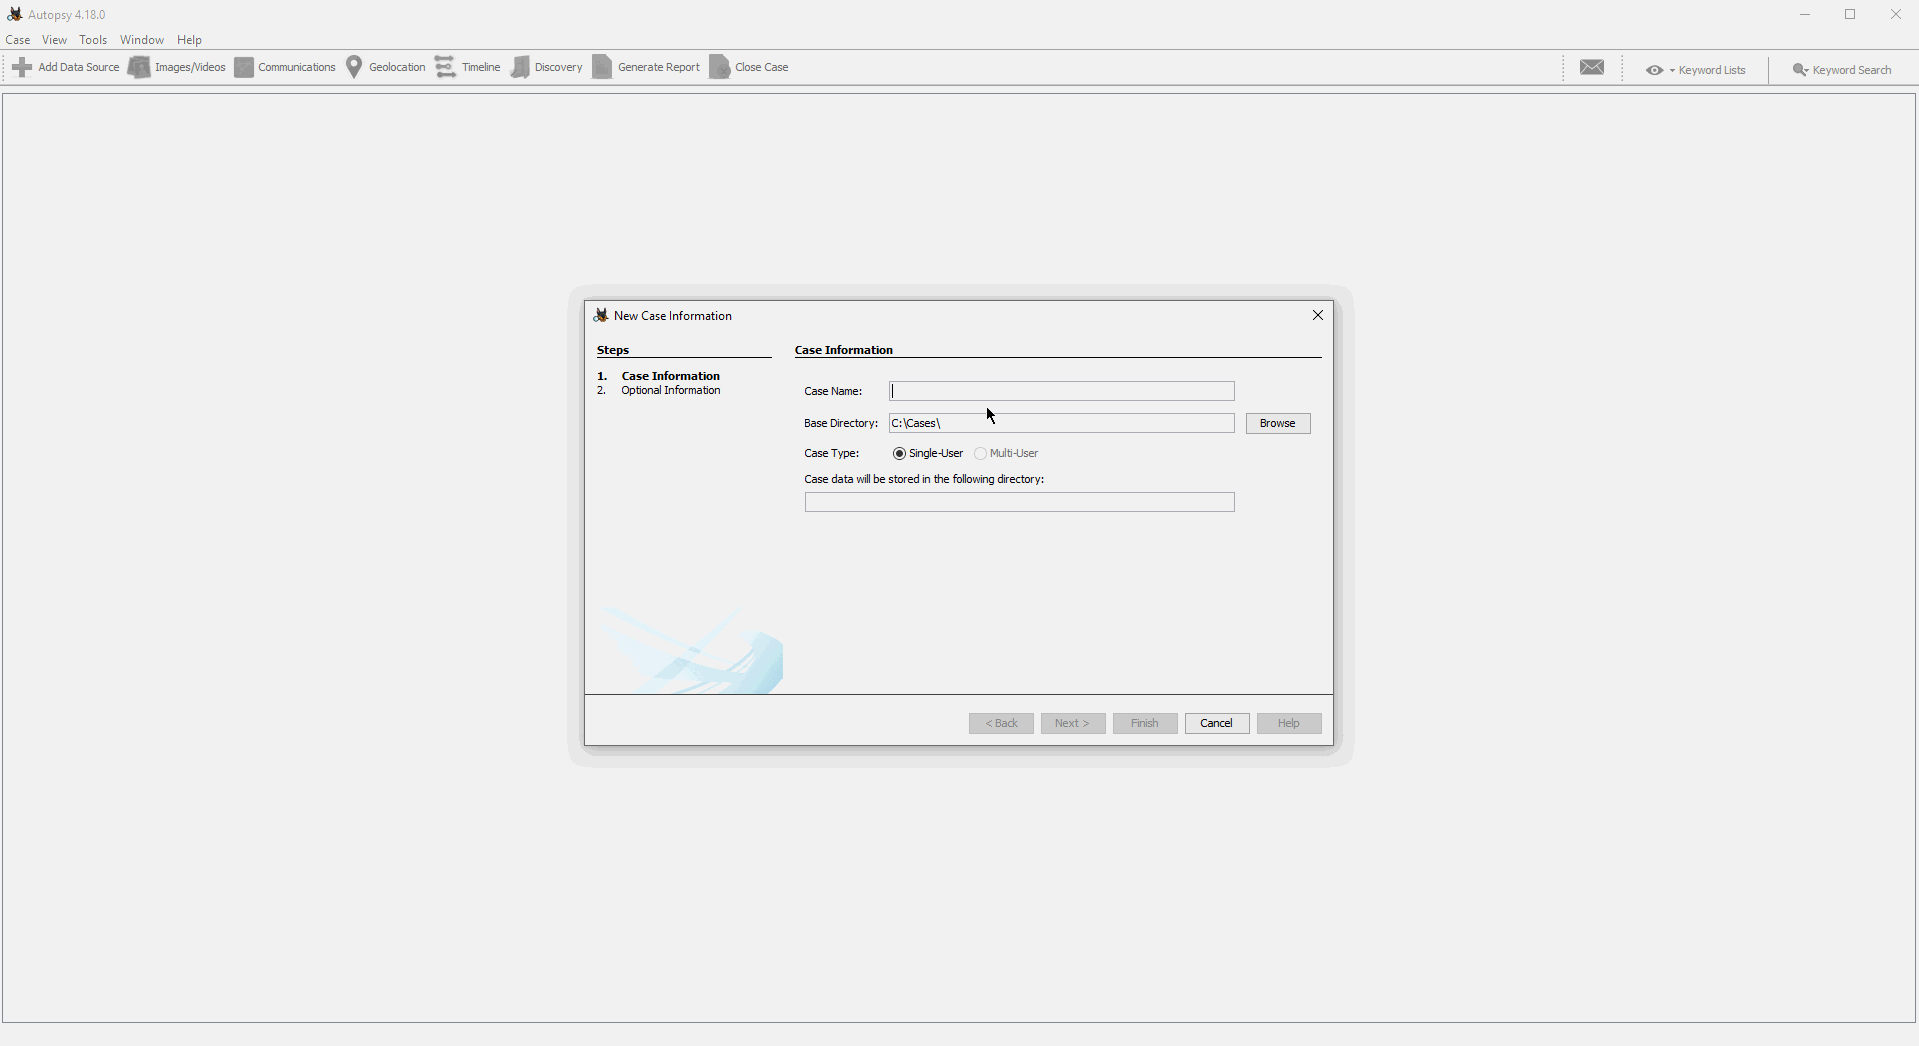 Autopsy 4.18.0
Case View Tools Window Help
Add Data Source Images/Videos Communications Geolocation Timeline Discovery Generate Report Close Case Keyword Lists Keyword Search
New Case Information
Steps
1. Case Information
2. Optional Information
Case Information
Case Name:
Base Directory: C:\Cases\ Browse
Case Type: Single-User Multi-User
Case data will be stored in the following directory:
< Back Next > Finish Cancel Help